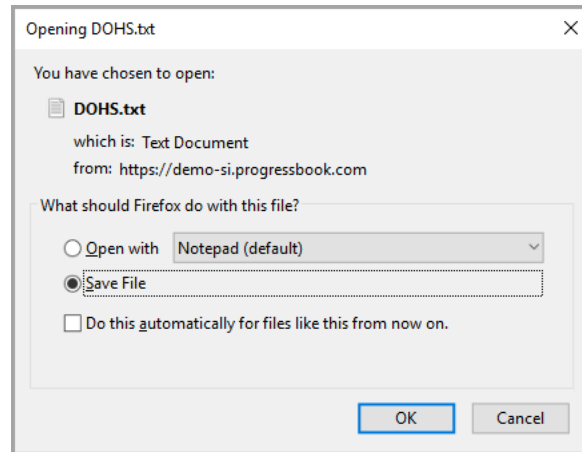 Opening DOHS.txt
You have chosen to open:
DOHS.txt
which is: Text Document
from: https://demo-si.progressbook.com
What should Firefox do with this file?
Open with Notepad (default)
Save File
Do this automatically for files like this from now on.
OK Cancel